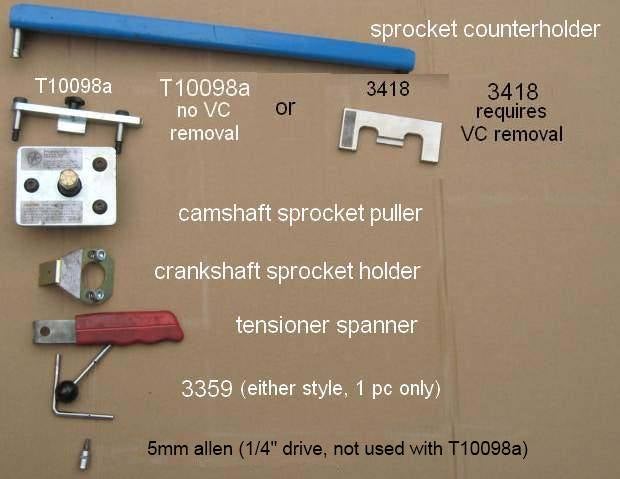 sprocket counterholder
T10098a
T10098a
no VC
removal
or
3418
3418
requires
VC removal
camshaft sprocket puller
crankshaft sprocket holder
tensioner spanner
3359 (either style, 1 pc only)
5mm allen (1/4" drive, not used with T10098a)